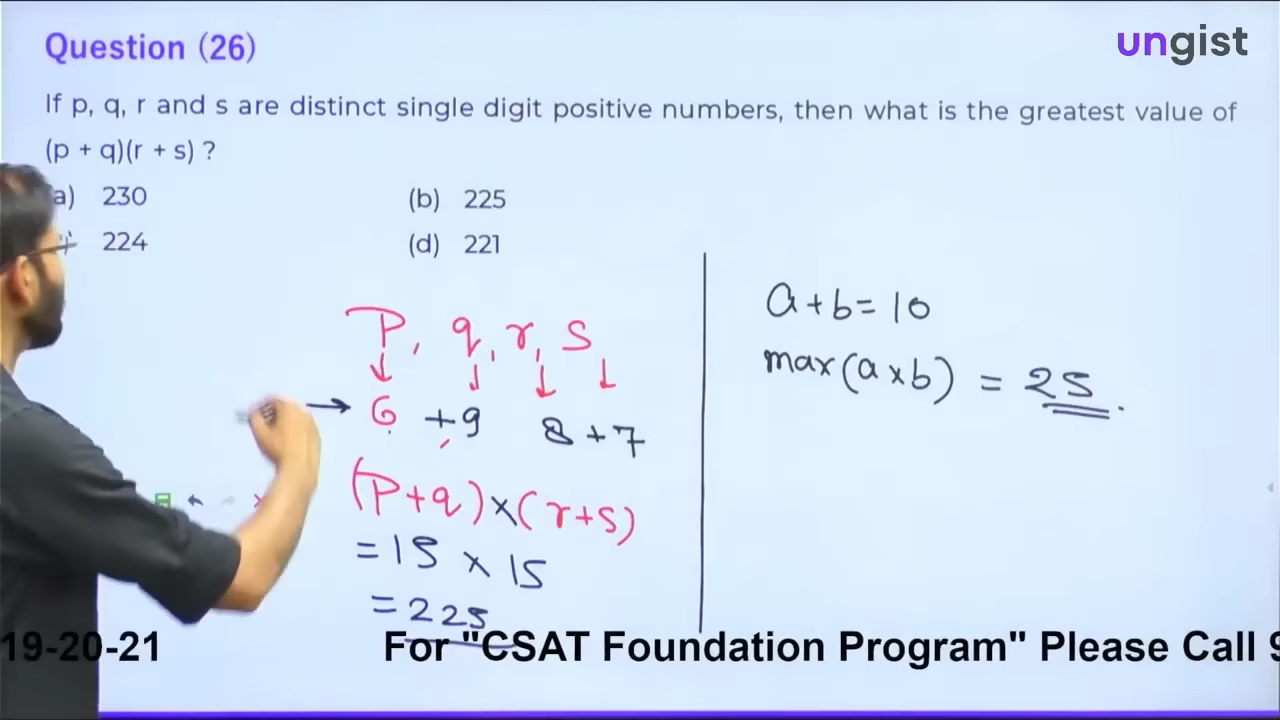 Question (26)
ungist
If p, q, r and s are distinct single digit positive numbers, then what is the greatest value of
(p + q)(r + s) ?
a) 230
(b) 225
224
(d) 221
P, q, r, s
→ 6 + 9 8 + 7
(P+q)×(r+s)
= 15 × 15
= 225
a+b= 10
max(a×b) = 25.
19-20-21 For "CSAT Foundation Program" Please Call 9